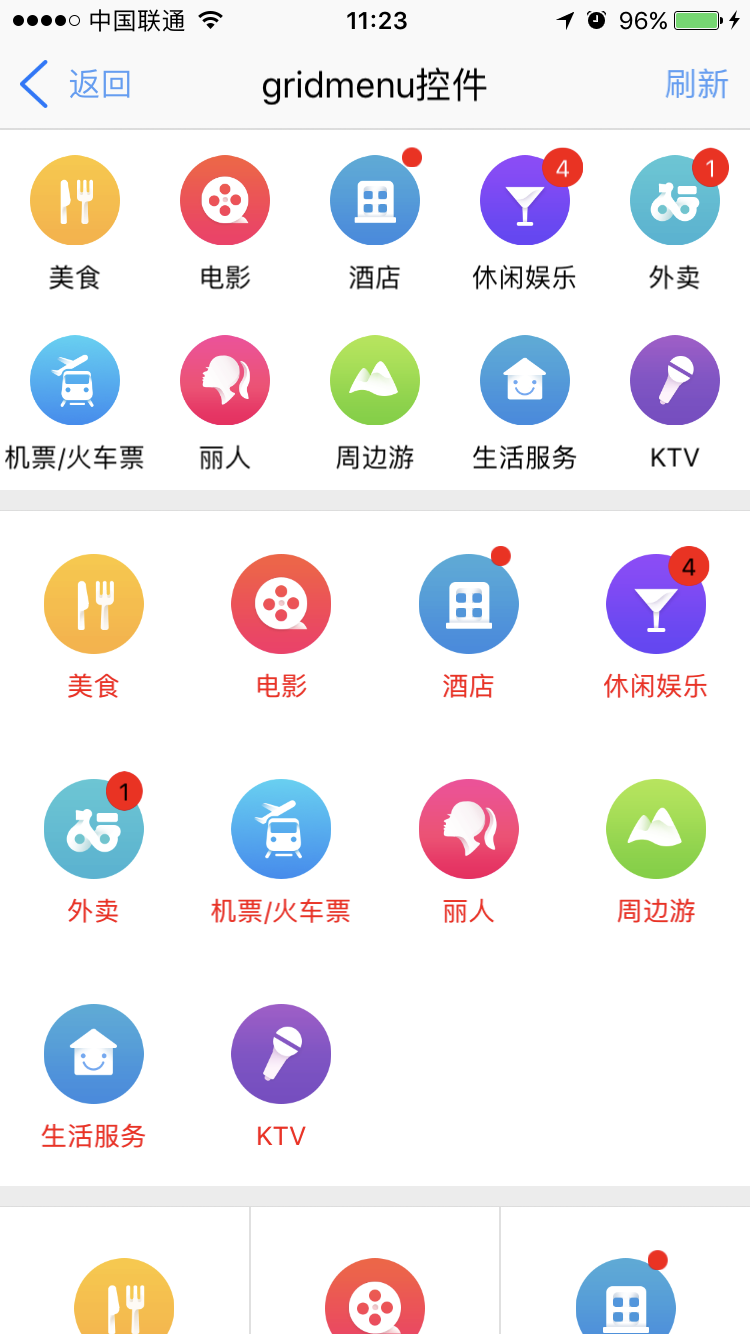 中国联通 11:23 96%
返回 gridmenu控件 刷新
4 1
美食 电影 酒店 休闲娱乐 外卖
机票/火车票 丽人 周边游 生活服务 KTV
4
美食 电影 酒店 休闲娱乐
1
外卖 机票/火车票 丽人 周边游
生活服务 KTV